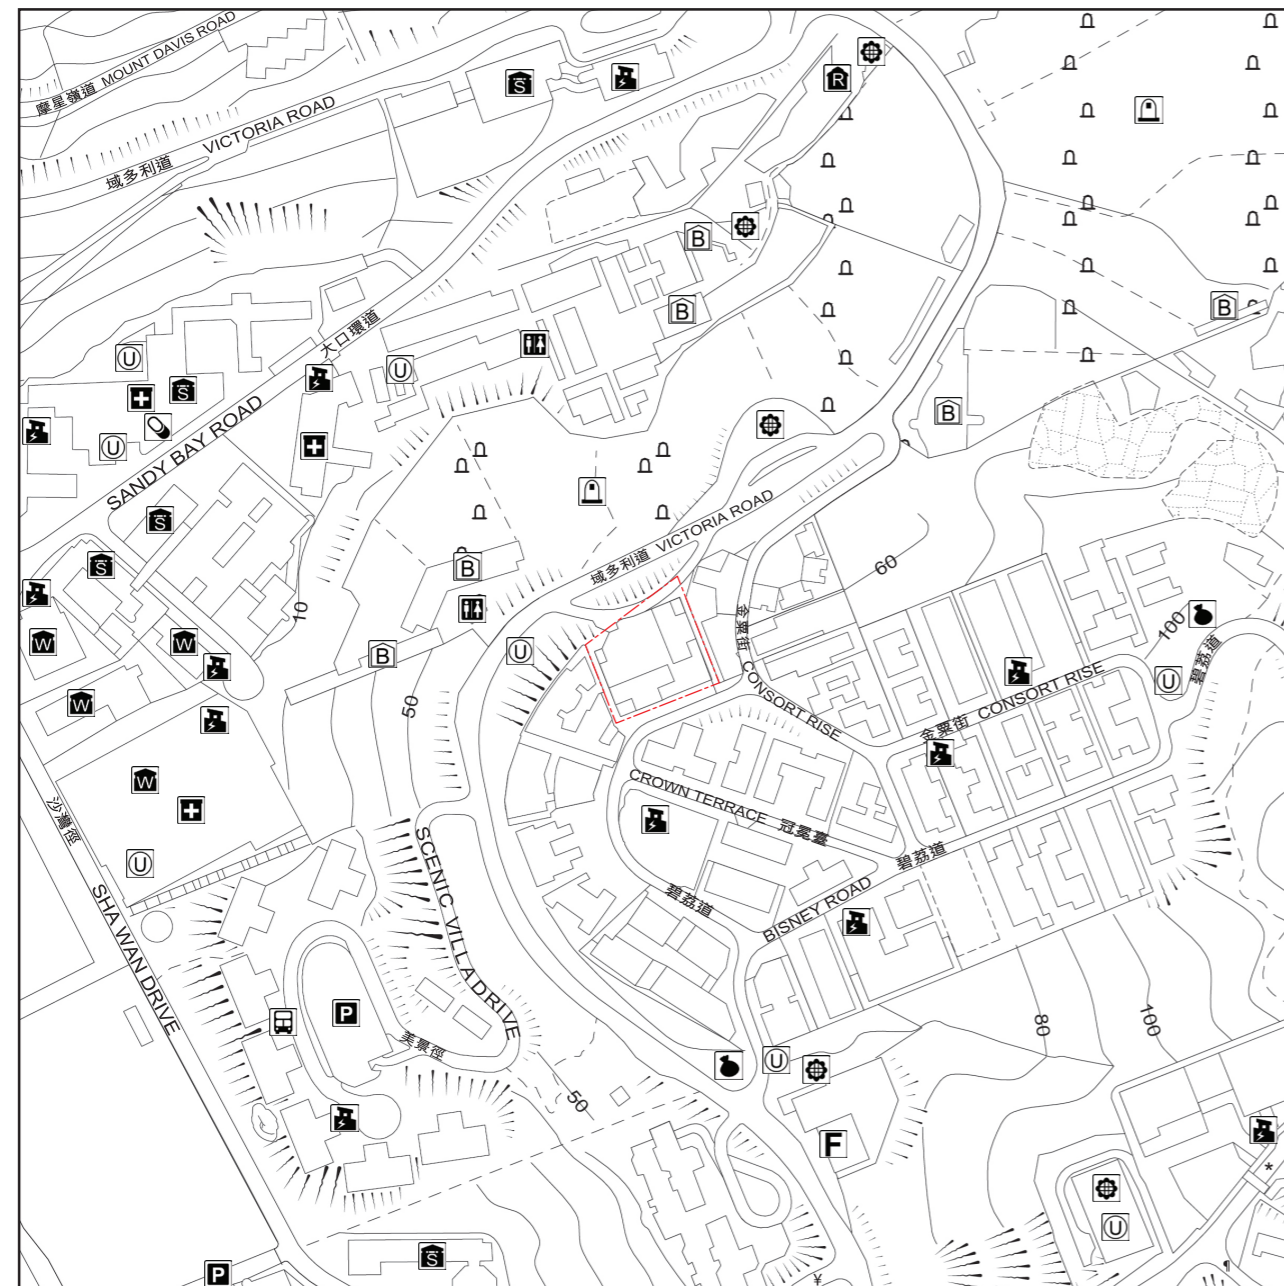 摩星嶺道 MOUNT DAVIS ROAD
域多利道 VICTORIA ROAD
S
R
B
B
B
大口環道
U
U
S
SANDY BAY ROAD
U
B
S
域多利道 VICTORIA ROAD
60
S
B
10
金粟街
100
碧荔道
W
W
B
U
U
CONSORT RISE
金粟街 CONSORT RISE
W
50
CROWN TERRACE 冠冕臺
W
沙灣徑
碧荔道
U
SCENIC VILLA DRIVE
碧荔道
BISNEY ROAD
SHA WAN DRIVE
P
80
100
美景徑
U
50
F
*
U
S
P
¥
¶